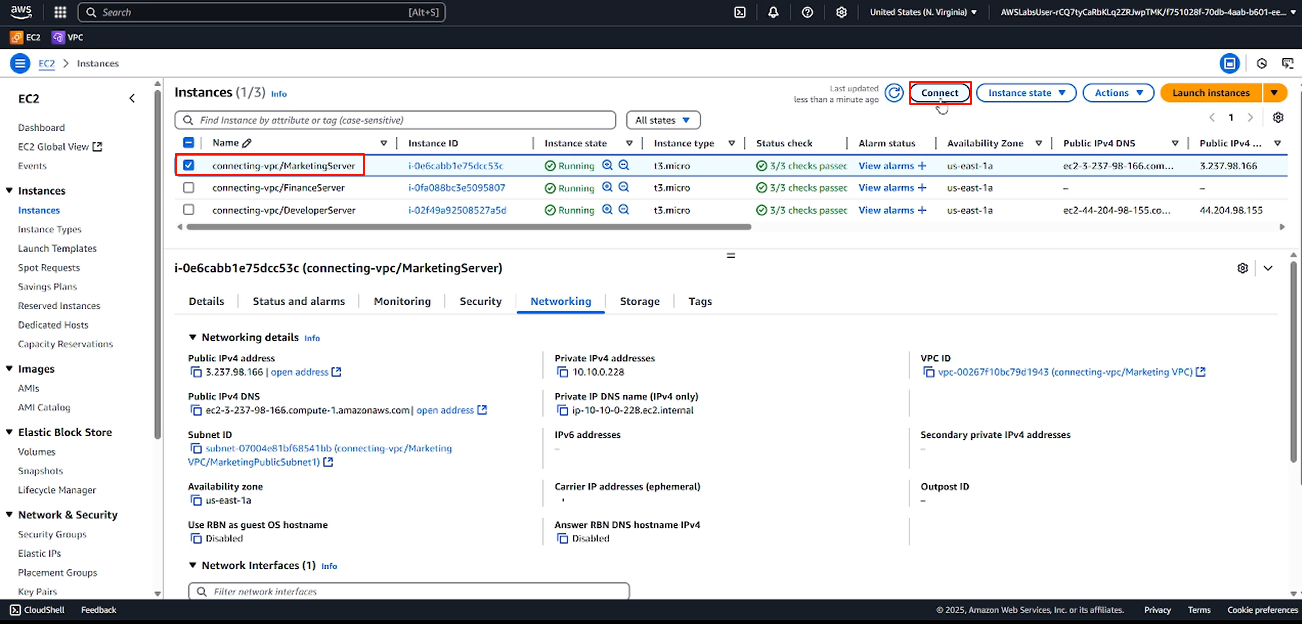 aws Search [Alt+S] United States (N. Virginia) AWSLabsUser-rCQ7tyCaRbKLq2ZRJwpTMK/f751028f-70db-4aab-b601-ee...
EC2 VPC
EC2 Instances
EC2
Dashboard
EC2 Global View
Events
Instances
Instances
Instance Types
Launch Templates
Spot Requests
Savings Plans
Reserved Instances
Dedicated Hosts
Capacity Reservations
Images
AMIs
AMI Catalog
Elastic Block Store
Volumes
Snapshots
Lifecycle Manager
Network & Security
Security Groups
Elastic IPs
Placement Groups
Key Pairs
Instances (1/3) Info
Last updated
less than a minute ago
Connect Instance state Actions Launch instances
Find Instance by attribute or tag (case-sensitive) All states 1
Name Instance ID Instance state Instance type Status check Alarm status Availability Zone Public IPv4 DNS Public IPv4 ...
connecting-vpc/MarketingServer i-0e6cabb1e75dcc53c Running t3.micro 3/3 checks passed View alarms + us-east-1a ec2-3-237-98-166.co... 3.237.98.166
connecting-vpc/FinanceServer i-0fa088bc3e5095807 Running t3.micro 3/3 checks passed View alarms + us-east-1a – –
connecting-vpc/DeveloperServer i-02f49a92508527a5d Running t3.micro 3/3 checks passed View alarms + us-east-1a ec2-44-204-98-155.co... 44.204.98.155
i-0e6cabb1e75dcc53c (connecting-vpc/MarketingServer)
Details Status and alarms Monitoring Security Networking Storage Tags
Networking details Info
Public IPv4 address
3.237.98.166 | open address
Private IPv4 addresses
10.10.0.228
VPC ID
vpc-00267f10bc79d1943 (connecting-vpc/Marketing VPC)
Public IPv4 DNS
ec2-3-237-98-166.compute-1.amazonaws.com | open address
Private IP DNS name (IPv4 only)
ip-10-10-0-228.ec2.internal
Subnet ID
subnet-07004e81bf68541bb (connecting-vpc/Marketing
VPC/MarketingPublicSubnet1)
IPv6 addresses
–
Secondary private IPv4 addresses
–
Availability zone
us-east-1a
Carrier IP addresses (ephemeral)
Outpost ID
–
Use RBN as guest OS hostname
Disabled
Answer RBN DNS hostname IPv4
Disabled
Network Interfaces (1) Info
Filter network interfaces
CloudShell Feedback © 2025, Amazon Web Services, Inc. or its affiliates. Privacy Terms Cookie preferences